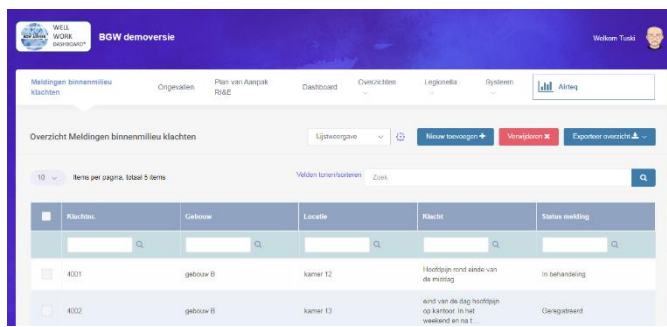 WELL
WORK
DASHBOARD
BGW demoversie
Welkom Tuski
Meldingen binnenmilieu
klachten
Ongevallen
Plan van Aanpak
RI&E
Dashboard
Overzichten
Legionella
Systeem
Airteq
Overzicht Meldingen binnenmilieu klachten
Lijstweergave
Nieuw toevoegen +
Verwijderen ✖
Exporteer overzicht
10
Items per pagina, totaal 5 items
Velden tonen/sorteren
Zoek
Klachtnr.
Gebouw
Locatie
Klacht
Status melding
4001
gebouw B
kamer 12
Hoofdpijn rond einde van
de middag
In behandeling
4002
gebouw B
kamer 13
eind van de dag hoofdpijn
op kantoor. In het
weekend en na t ...
Geregistreerd